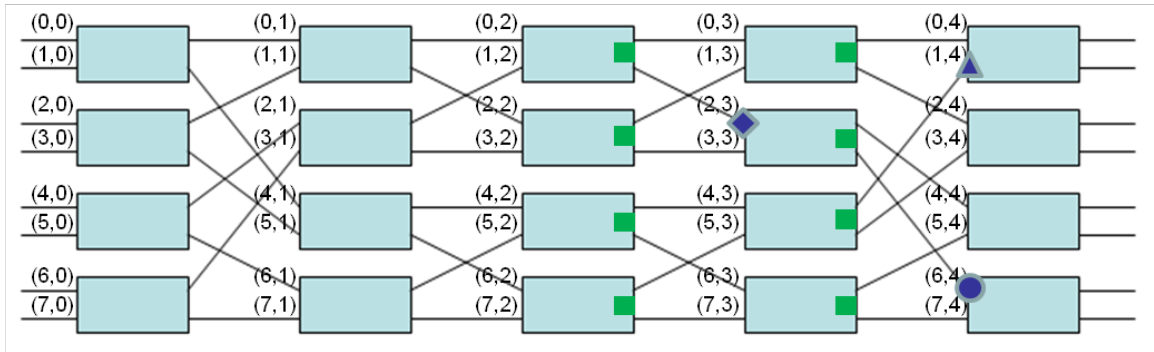 (0,0) (0,1) (0,2) (0,3) (0,4)
(1,0) (1,1) (1,2) (1,3) (1,4)
(2,0) (2,1) (2,2) (2,3) (2,4)
(3,0) (3,1) (3,2) (3,3) (3,4)
(4,0) (4,1) (4,2) (4,3) (4,4)
(5,0) (5,1) (5,2) (5,3) (5,4)
(6,0) (6,1) (6,2) (6,3) (6,4)
(7,0) (7,1) (7,2) (7,3) (7,4)